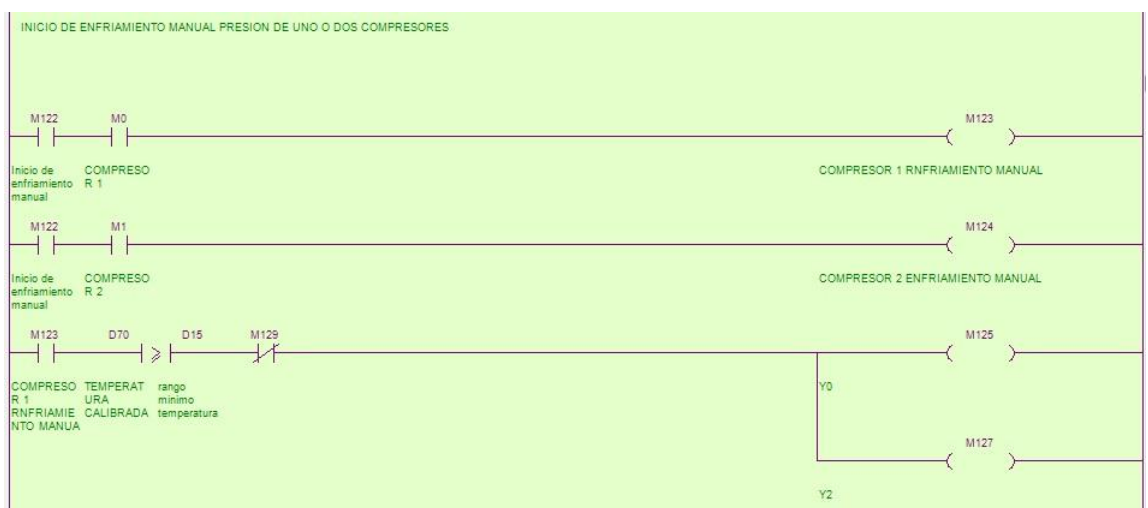 INICIO DE ENFRIAMIENTO MANUAL PRESION DE UNO O DOS COMPRESORES
M122 M0 M123
Inicio de COMPRESO COMPRESOR 1 RNFRIAMIENTO MANUAL
enfriamiento R 1
manual
M122 M1 M124
Inicio de COMPRESO COMPRESOR 2 ENFRIAMIENTO MANUAL
enfriamiento R 2
manual
M123 D70 D15 M129 M125
COMPRESO TEMPERAT rango Y0
R 1 URA minimo
RNFRIAMIE CALIBRADA temperatura
NTO MANUA
M127
Y2